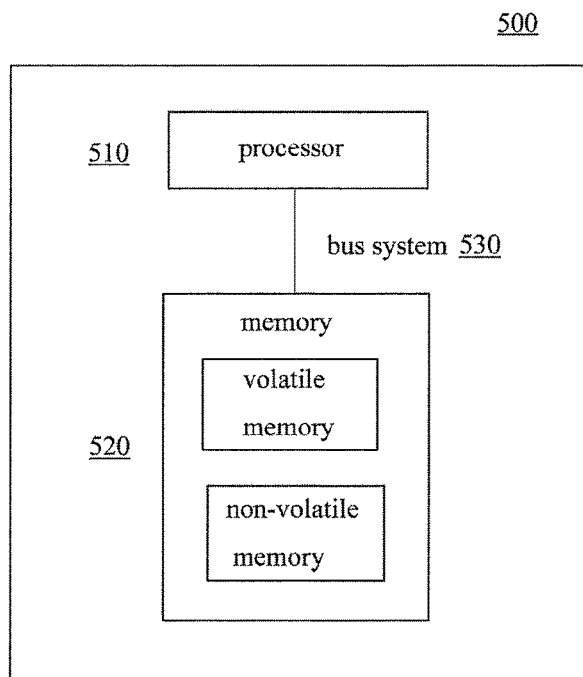 500
510
processor
bus system 530
memory
volatile
memory
520
non-volatile
memory